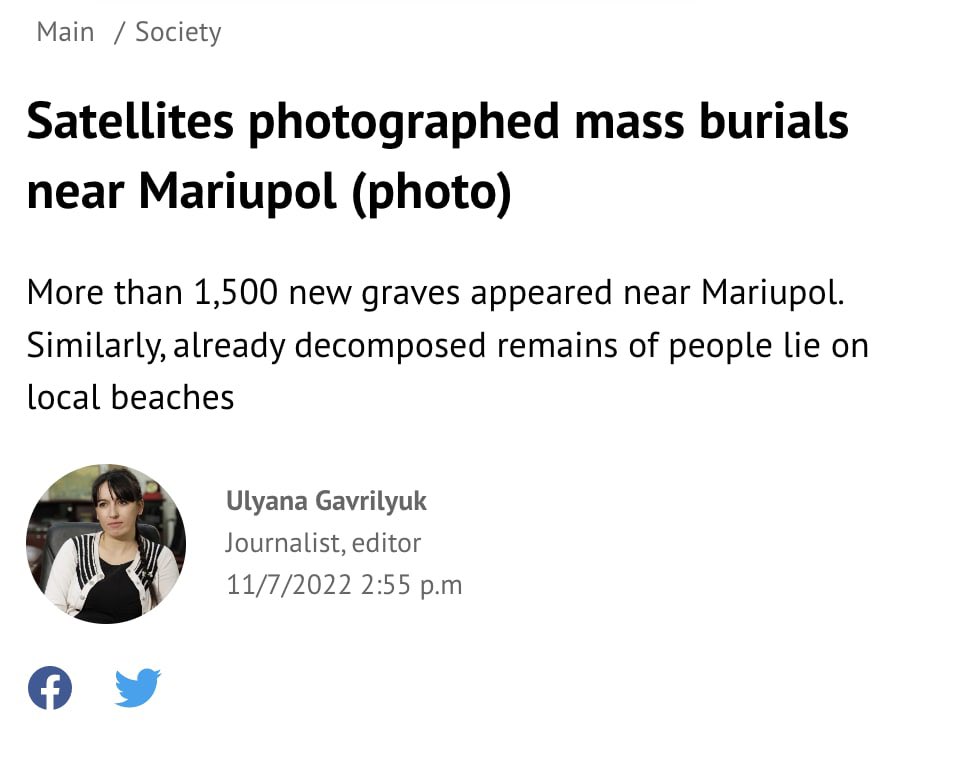 Main / Society
Satellites photographed mass burials
near Mariupol (photo)
More than 1,500 new graves appeared near Mariupol.
Similarly, already decomposed remains of people lie on
local beaches
Ulyana Gavrilyuk
Journalist, editor
11/7/2022 2:55 p.m